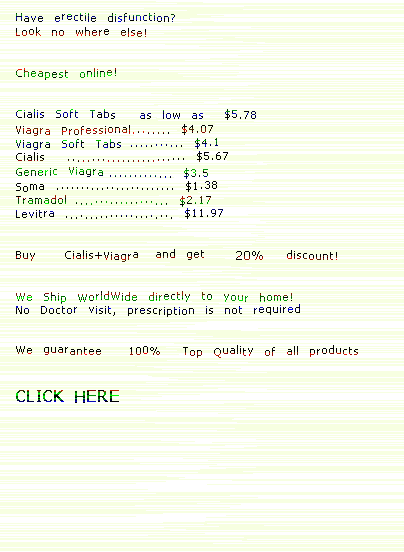 Have erectile disfunction?
Look no where else!
Cheapest online!
Cialis Soft Tabs as low as $5.78
Viagra Professional........ $4.07
Viagra Soft Tabs ........... $4.1
Cialis ........................ $5.67
Generic Viagra ............. $3.5
Soma ........................ $1.38
Tramadol ................... $2.17
Levitra ...................... $11.97
Buy Cialis+Viagra and get 20% discount!
We Ship WorldWide directly to your home!
No Doctor visit, prescription is not required
We guarantee 100% Top Quality of all products
CLICK HERE